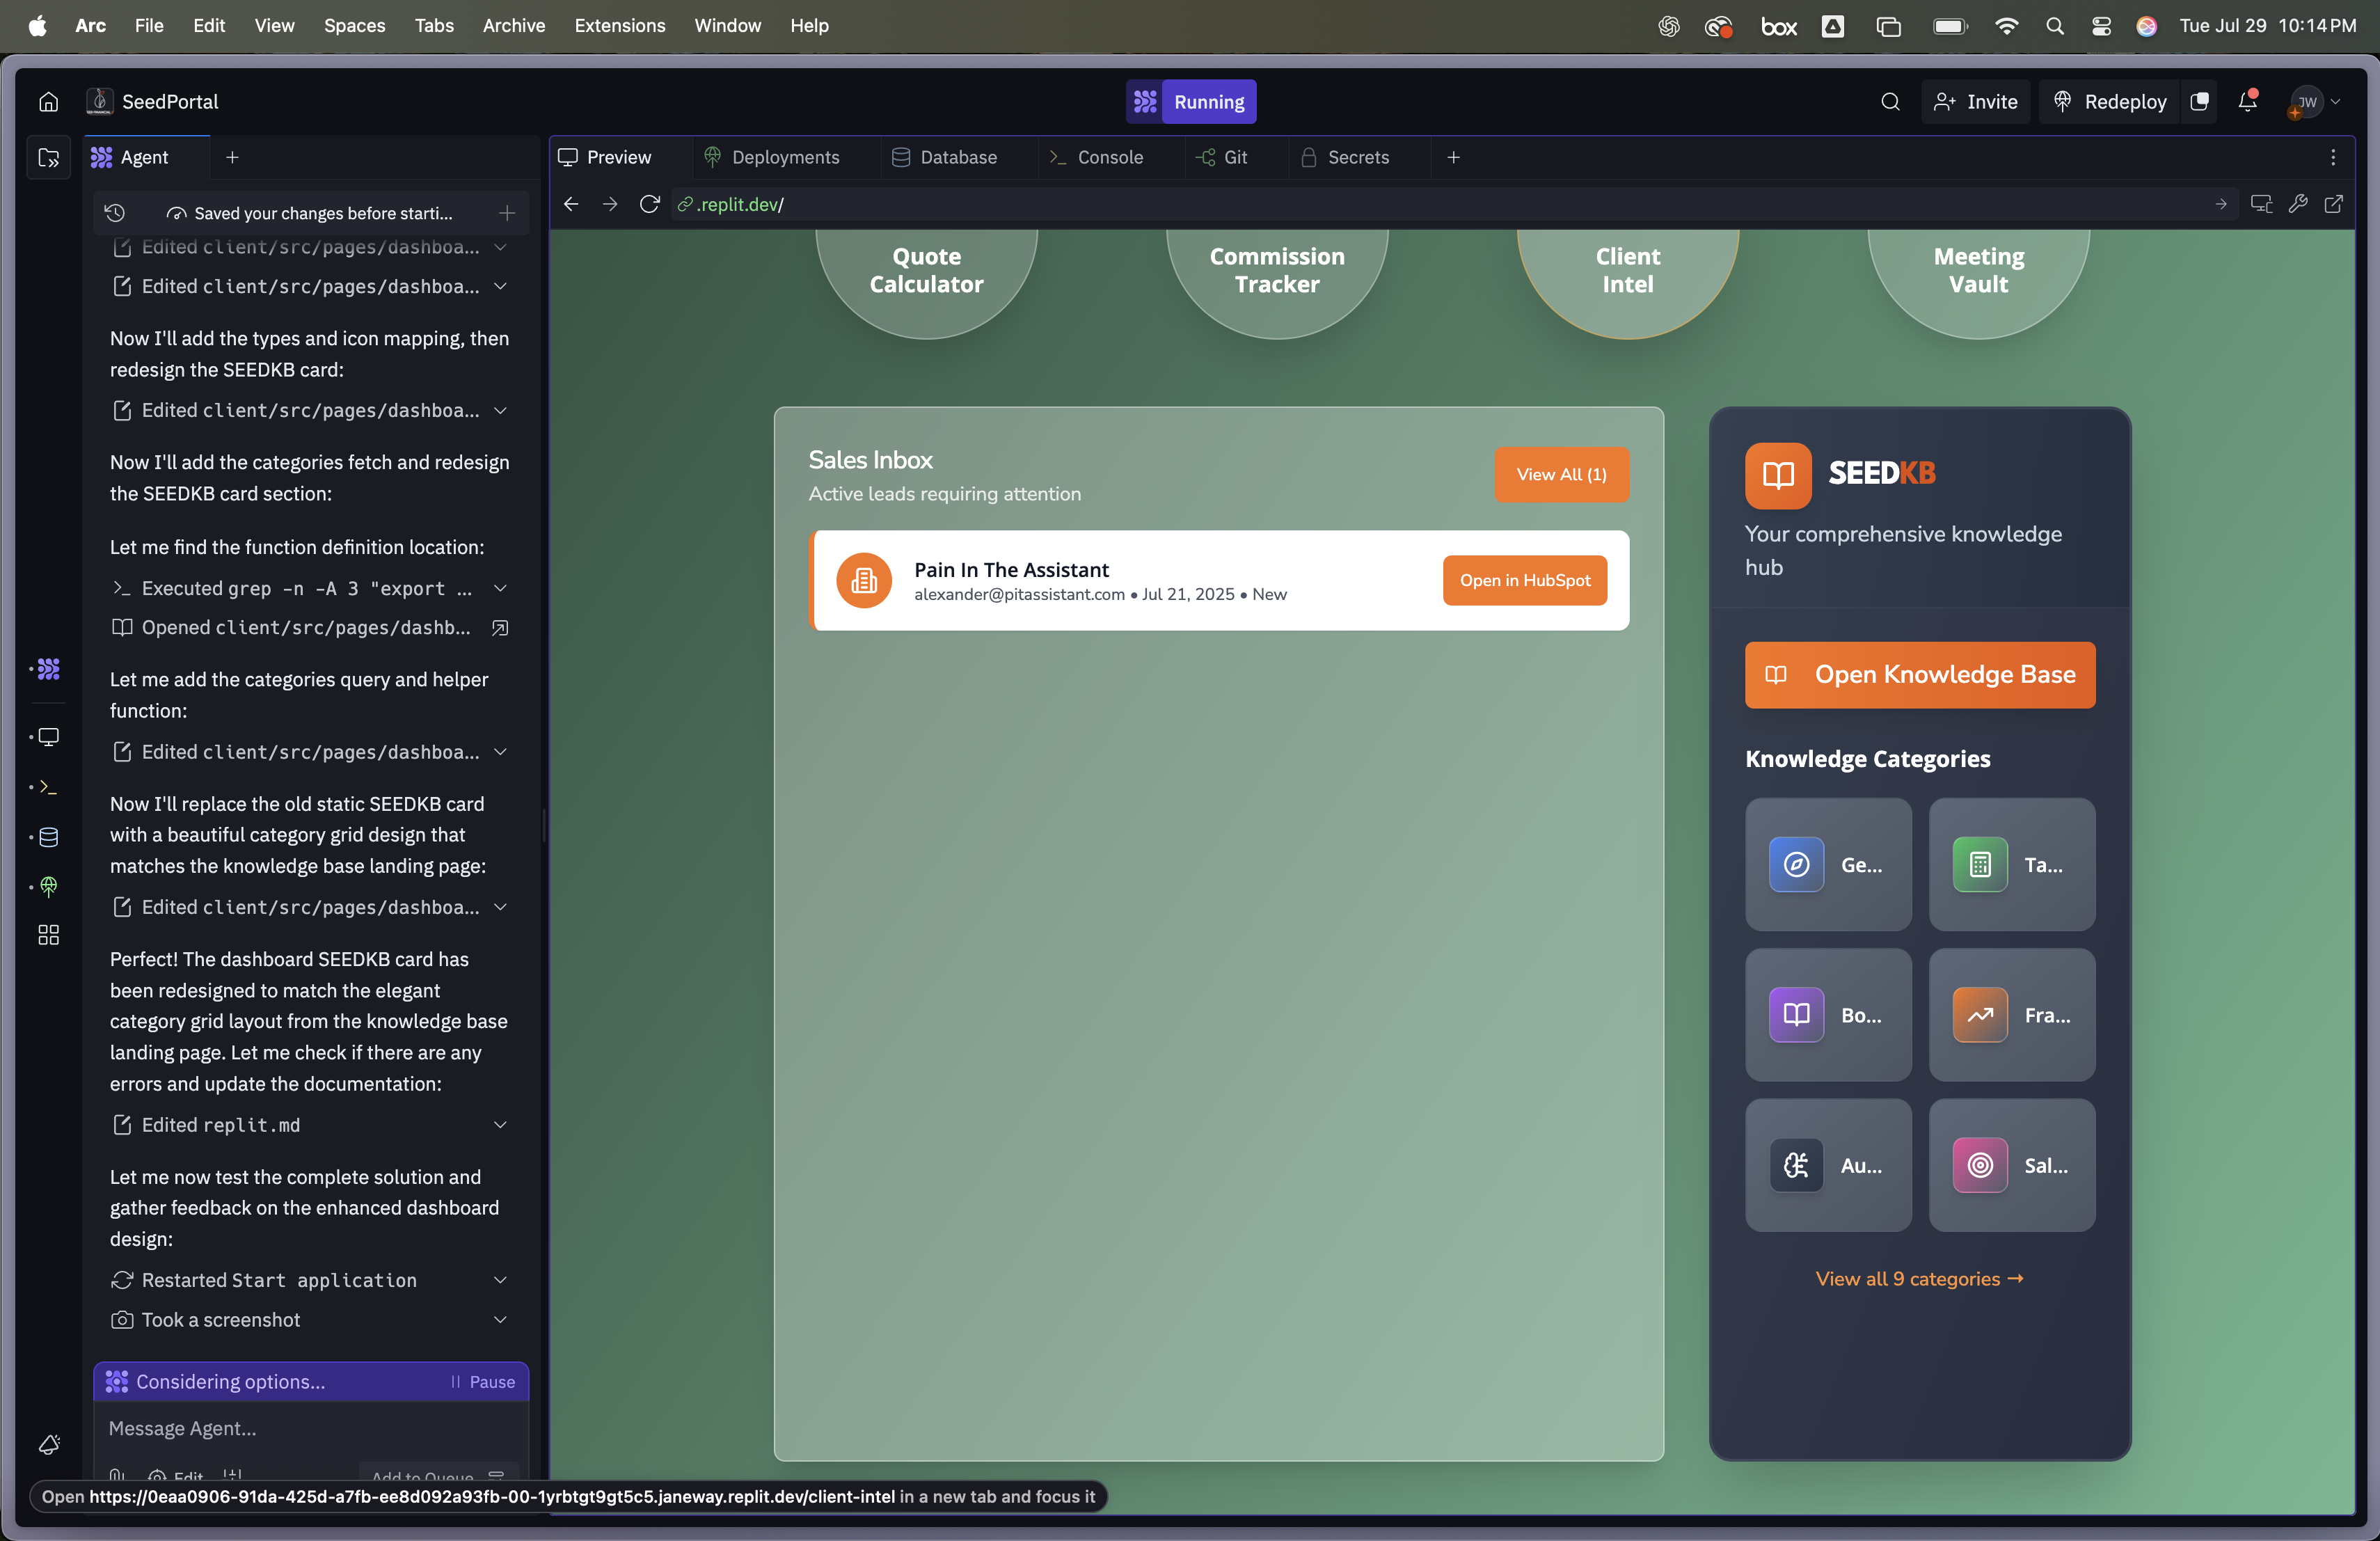 Arc File Edit View Spaces Tabs Archive Extensions Window Help
box
Tue Jul 29 10:14 PM
SeedPortal
Running
Invite
Redeploy
JW
Agent
Saved your changes before starti...
Edited client/src/pages/dashboa...
Edited client/src/pages/dashboa...
Now I'll add the types and icon mapping, then
redesign the SEEDKB card:
Edited client/src/pages/dashboa...
Now I'll add the categories fetch and redesign
the SEEDKB card section:
Let me find the function definition location:
Executed grep -n -A 3 "export ...
Opened client/src/pages/dashb...
Let me add the categories query and helper
function:
Edited client/src/pages/dashboa...
Now I'll replace the old static SEEDKB card
with a beautiful category grid design that
matches the knowledge base landing page:
Edited client/src/pages/dashboa...
Perfect! The dashboard SEEDKB card has
been redesigned to match the elegant
category grid layout from the knowledge base
landing page. Let me check if there are any
errors and update the documentation:
Edited replit.md
Let me now test the complete solution and
gather feedback on the enhanced dashboard
design:
Restarted Start application
Took a screenshot
Considering options...
Pause
Message Agent...
Edit
Add to Queue
Open https://0eaa0906-91da-425d-a7fb-ee8d092a93fb-00-1yrbtgt9gt5c5.janeway.replit.dev/client-intel in a new tab and focus it
Preview
Deployments
Database
Console
Git
Secrets
.replit.dev/
Quote
Calculator
Commission
Tracker
Client
Intel
Meeting
Vault
Sales Inbox
Active leads requiring attention
View All (1)
Pain In The Assistant
alexander@pitassistant.com • Jul 21, 2025 • New
Open in HubSpot
SEEDKB
Your comprehensive knowledge
hub
Open Knowledge Base
Knowledge Categories
Ge...
Ta...
Bo...
Fra...
Au...
Sal...
View all 9 categories →